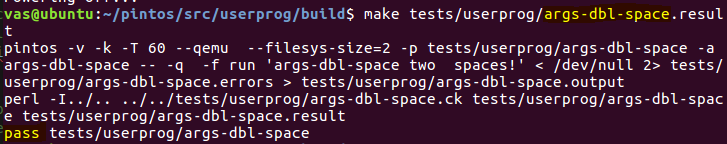 Powering off...
vas@ubuntu:~/pintos/src/userprog/build$ make tests/userprog/args-dbl-space.resul
t
pintos -v -k -T 60 --qemu  --filesys-size=2 -p tests/userprog/args-dbl-space -a
args-dbl-space -- -q  -f run 'args-dbl-space two  spaces!' < /dev/null 2> tests/
userprog/args-dbl-space.errors > tests/userprog/args-dbl-space.output
perl -I../.. ../../tests/userprog/args-dbl-space.ck tests/userprog/args-dbl-spac
e tests/userprog/args-dbl-space.result
pass tests/userprog/args-dbl-space